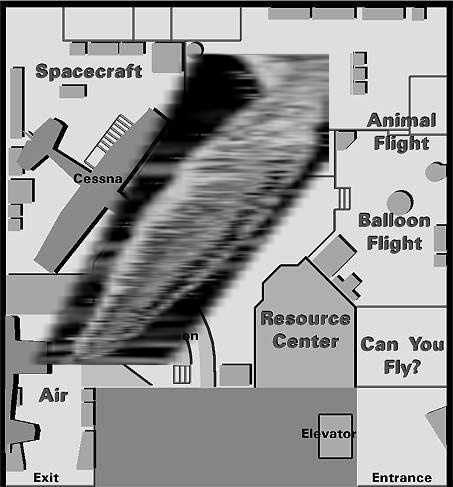 Spacecraft
Animal
Flight
Cessna
Balloon
Flight
Resource
Center
Can You
Fly?
Air
Elevator
Exit
Entrance